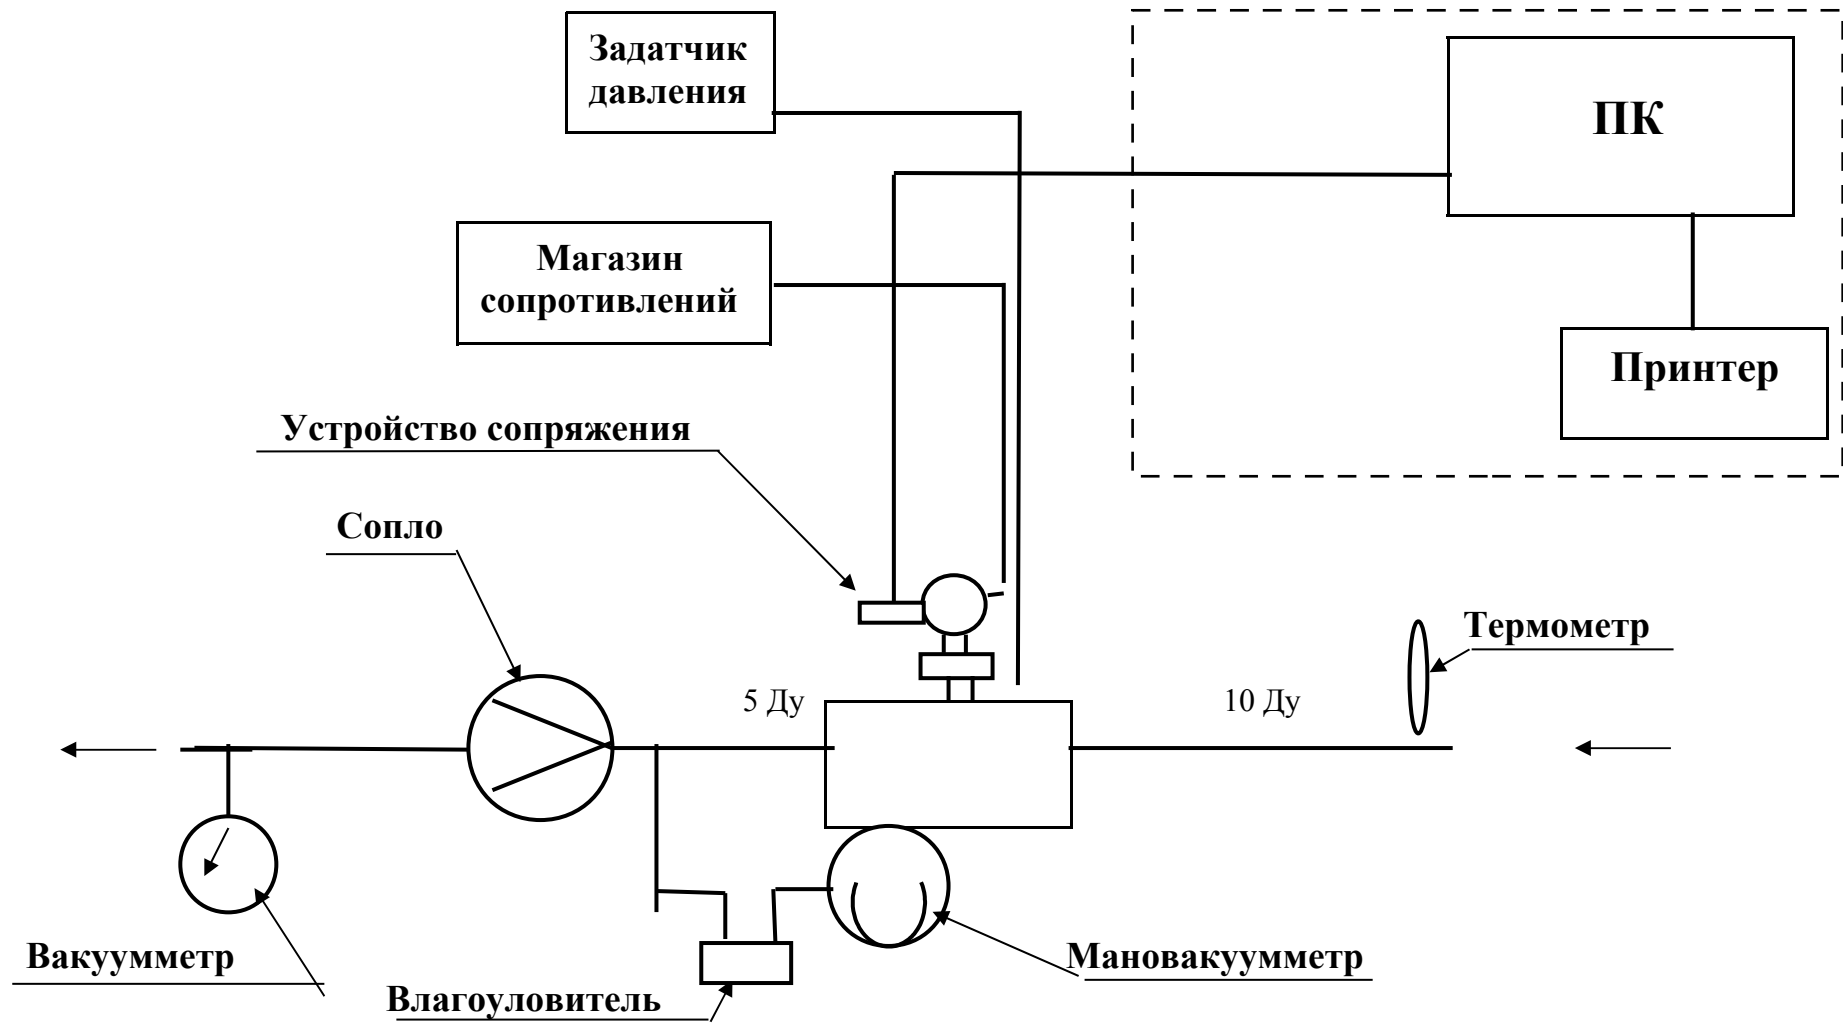 Задатчик
давления
ПК
Магазин
сопротивлений
Принтер
Устройство сопряжения
Сопло
Термометр
5 Ду
10 Ду
Вакуумметр
Мановакуумметр
Влагоуловитель